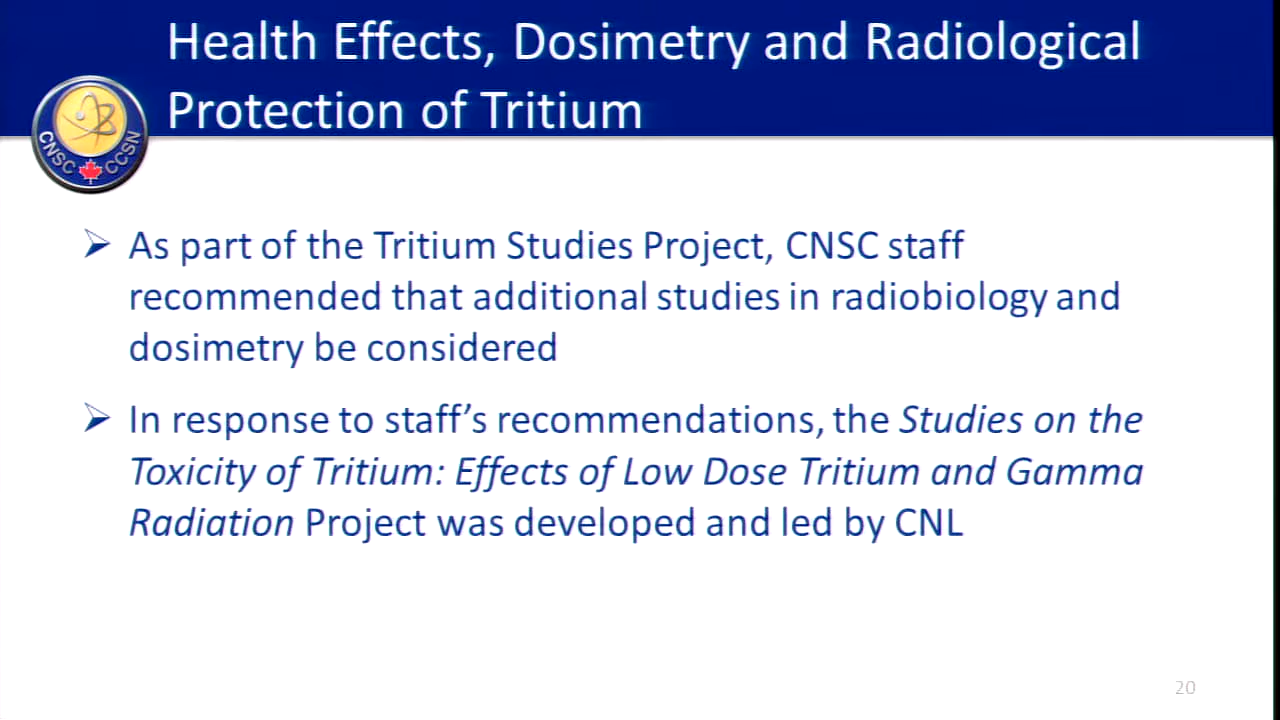 Health Effects, Dosimetry and Radiological
Protection of Tritium
CNSC CCSN
➢ As part of the Tritium Studies Project, CNSC staff
recommended that additional studies in radiobiology and
dosimetry be considered
➢ In response to staff’s recommendations, the Studies on the
Toxicity of Tritium: Effects of Low Dose Tritium and Gamma
Radiation Project was developed and led by CNL
20